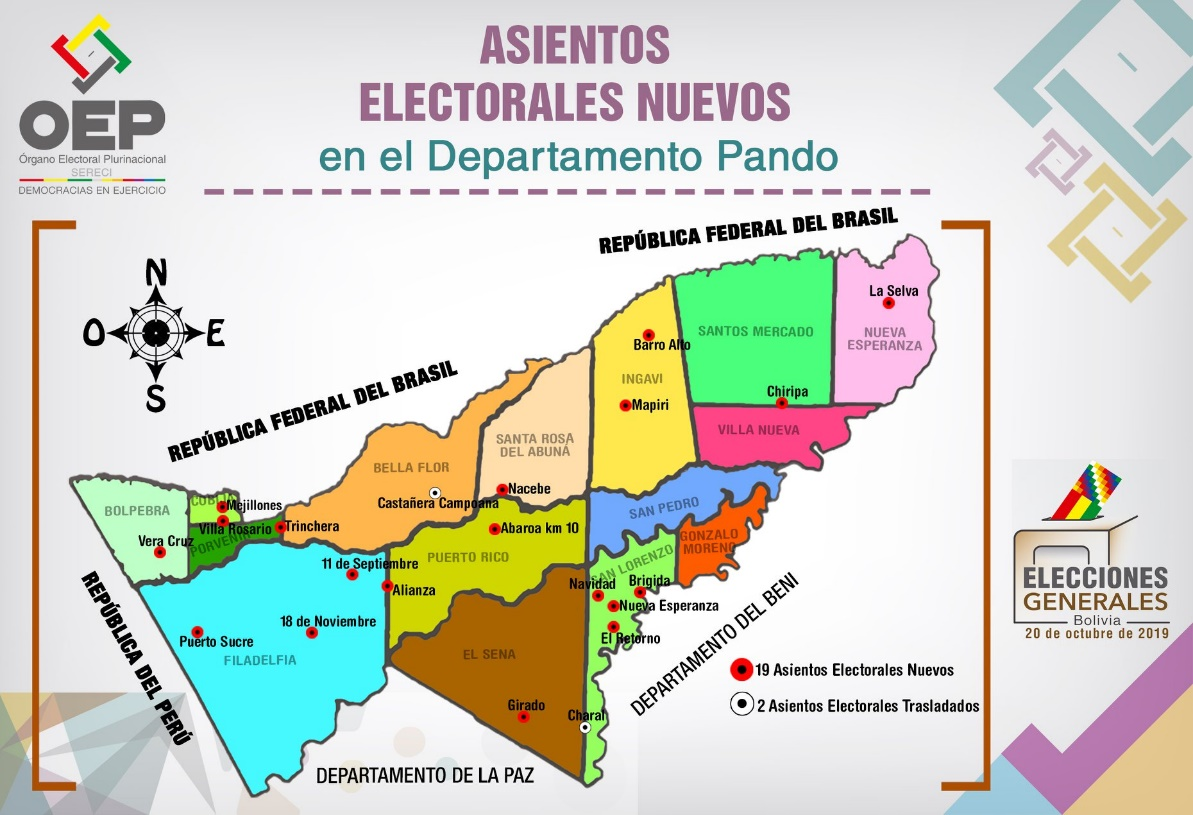 OEP
Órgano Electoral Plurinacional
SERECI
DEMOCRACIAS EN EJERCICIO
ASIENTOS
ELECTORALES NUEVOS
en el Departamento Pando
REPÚBLICA FEDERAL DEL BRASIL
N
O
E
S
REPÚBLICA FEDERAL DEL BRASIL
La Selva
NUEVA
ESPERANZA
SANTOS MERCADO
Barro Alto
INGAVI
Mapiri
Chiripa
VILLA NUEVA
SANTA ROSA
DEL ABUNÁ
BELLA FLOR
Castañera Campoana
Nacebe
BOLPEBRA
COBIJA
Mejillones
Villa Rosario
Trinchera
Vera Cruz
PORVENIR
SAN PEDRO
Abaroa km 10
GONZALO
MORENO
PUERTO RICO
11 de Septiembre
Alianza
SAN LORENZO
Navidad
Brigida
Nueva Esperanza
18 de Noviembre
Puerto Sucre
El Retorno
FILADELFIA
EL SENA
Girado
Charal
REPÚBLICA DEL PERÚ
DEPARTAMENTO DEL BENI
DEPARTAMENTO DE LA PAZ
19 Asientos Electorales Nuevos
2 Asientos Electorales Trasladados
ELECCIONES
GENERALES
Bolivia
20 de octubre de 2019